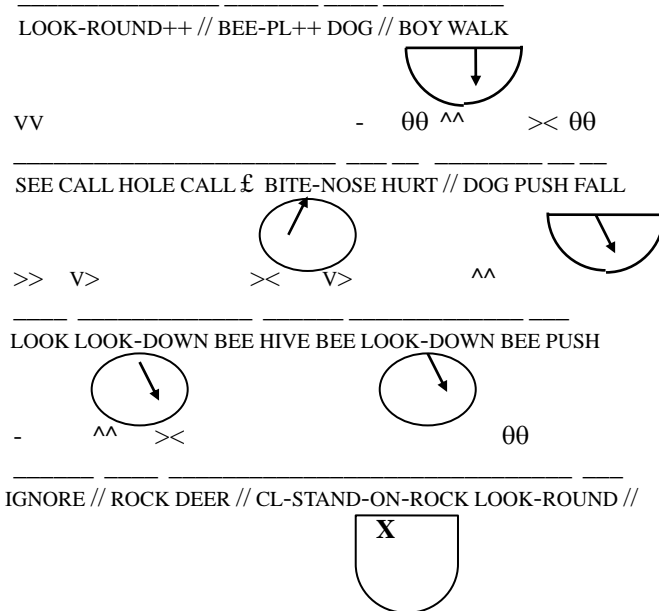 LOOK-ROUND++ // BEE-PL++ DOG // BOY WALK
VV - θθ ^^ >< θθ
SEE CALL HOLE CALL £ BITE-NOSE HURT // DOG PUSH FALL
>> V> >< V> ^^
LOOK LOOK-DOWN BEE HIVE BEE LOOK-DOWN BEE PUSH
- ^^ >< θθ
IGNORE // ROCK DEER // CL-STAND-ON-ROCK LOOK-ROUND //
X